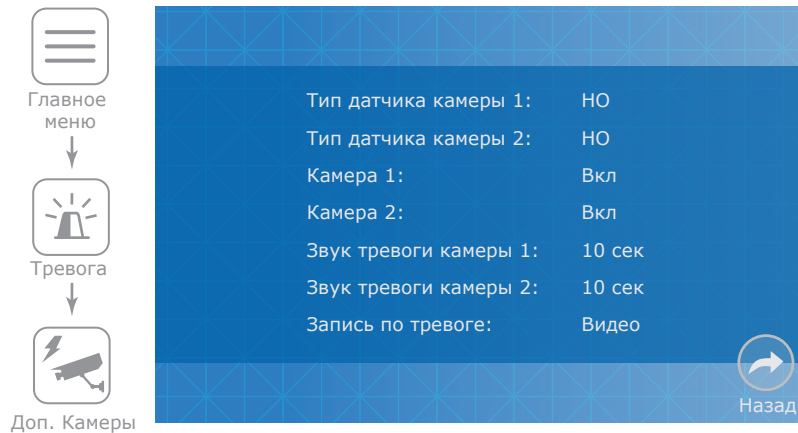 Главное
меню
Тревога
Доп. Камеры
Тип датчика камеры 1: НО
Тип датчика камеры 2: НО
Камера 1: Вкл
Камера 2: Вкл
Звук тревоги камеры 1: 10 сек
Звук тревоги камеры 2: 10 сек
Запись по тревоге: Видео
Назад